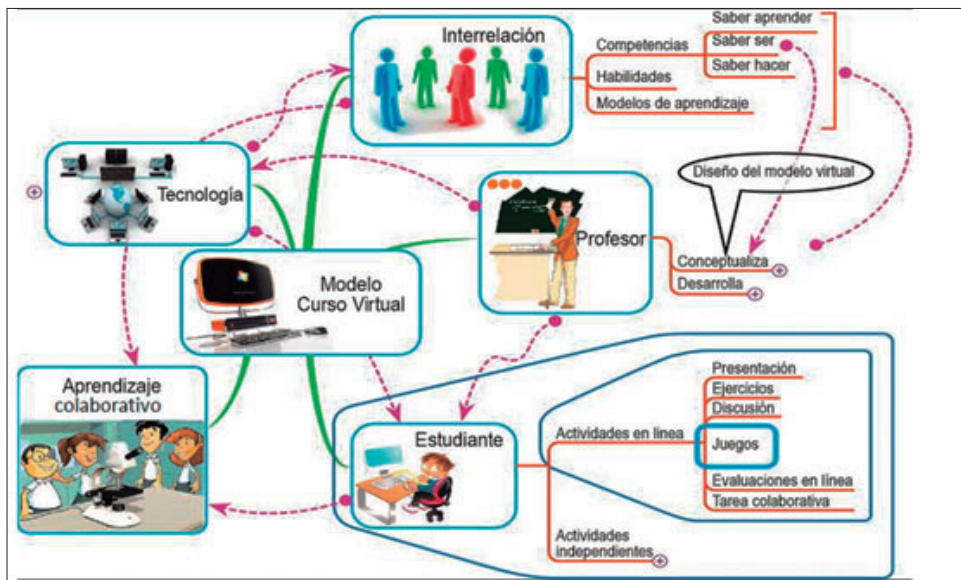 Interrelación
Competencias
Saber aprender
Saber ser
Saber hacer
Habilidades
Modelos de aprendizaje
Tecnología
Diseño del modelo virtual
Profesor
Conceptualiza
Desarrolla
Modelo
Curso Virtual
Aprendizaje
colaborativo
Estudiante
Actividades en línea
Presentación
Ejercicios
Discusión
Juegos
Evaluaciones en línea
Tarea colaborativa
Actividades
independientes